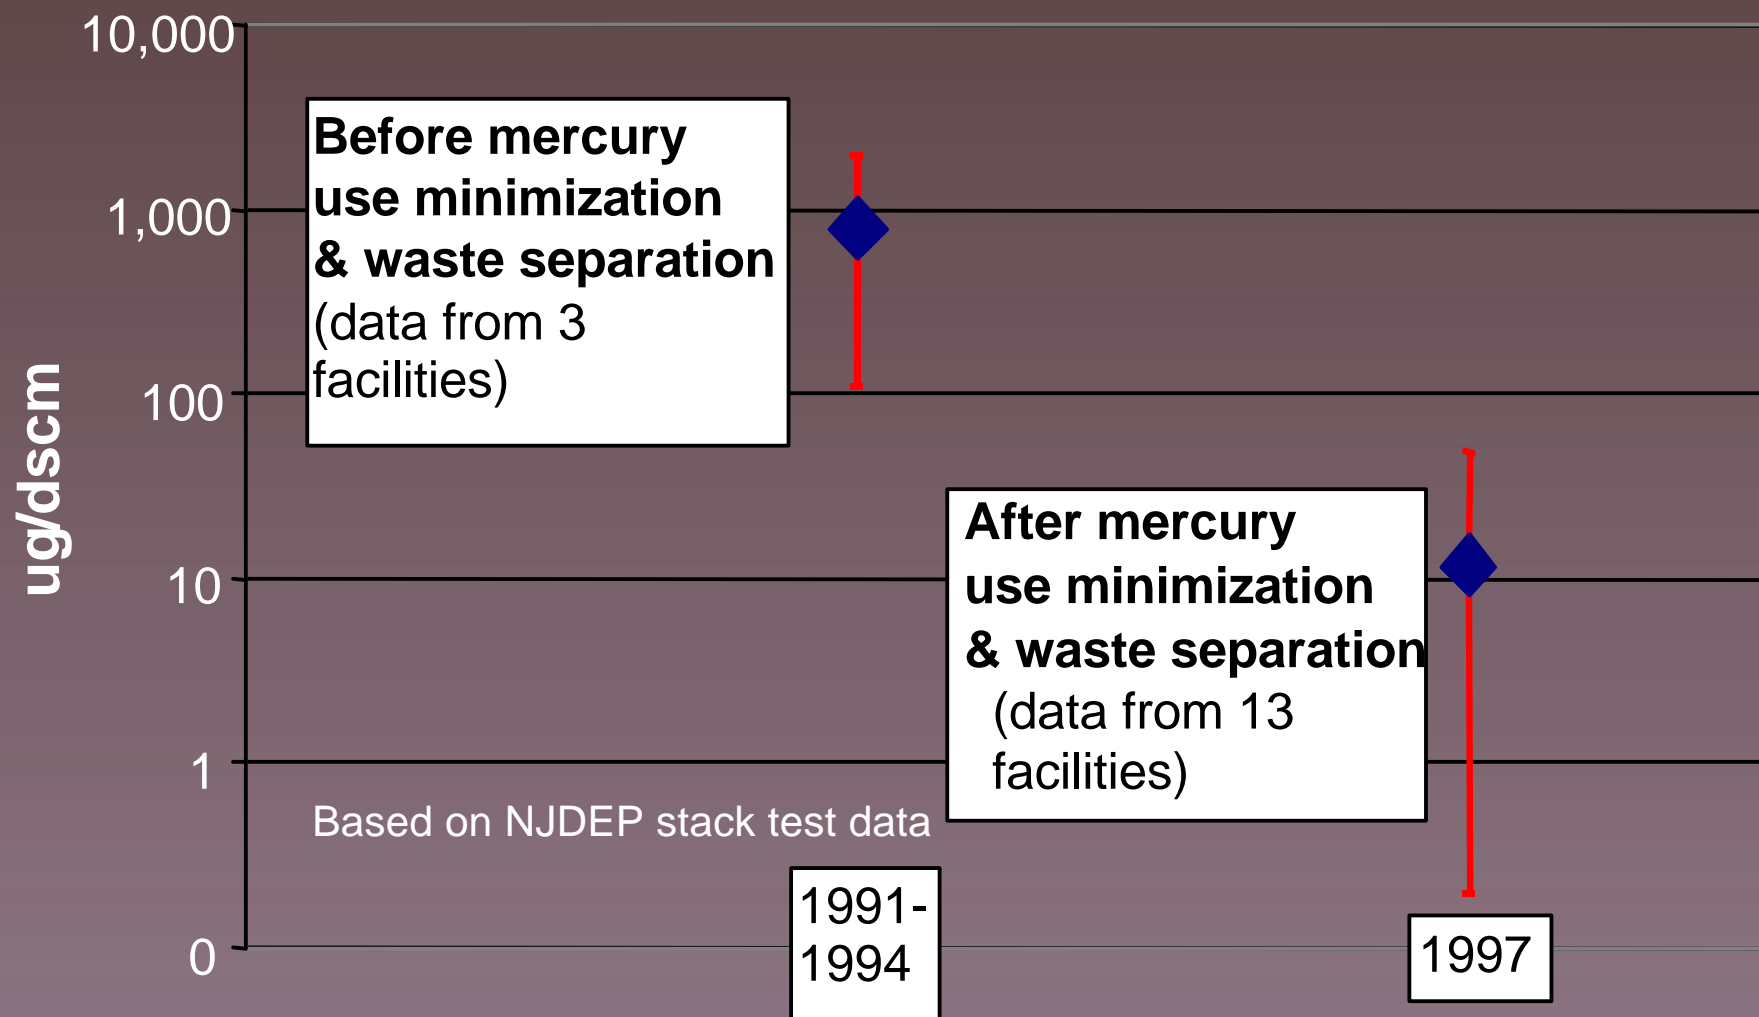 10,000
1,000
100
10
1
0
ug/dscm
Before mercury
use minimization
& waste separation
(data from 3
facilities)
After mercury
use minimization
& waste separation
(data from 13
facilities)
Based on NJDEP stack test data
1991-
1994
1997